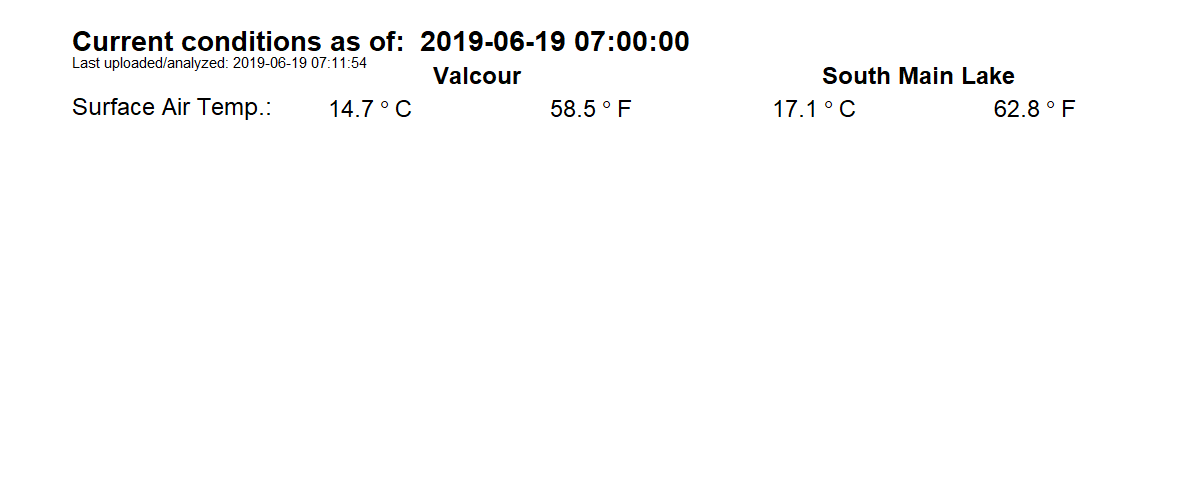 Current conditions as of:  2019-06-19 07:00:00
Last uploaded/analyzed: 2019-06-19 07:11:54
Valcour South Main Lake
Surface Air Temp.: 14.7 ° C 58.5 ° F 17.1 ° C 62.8 ° F